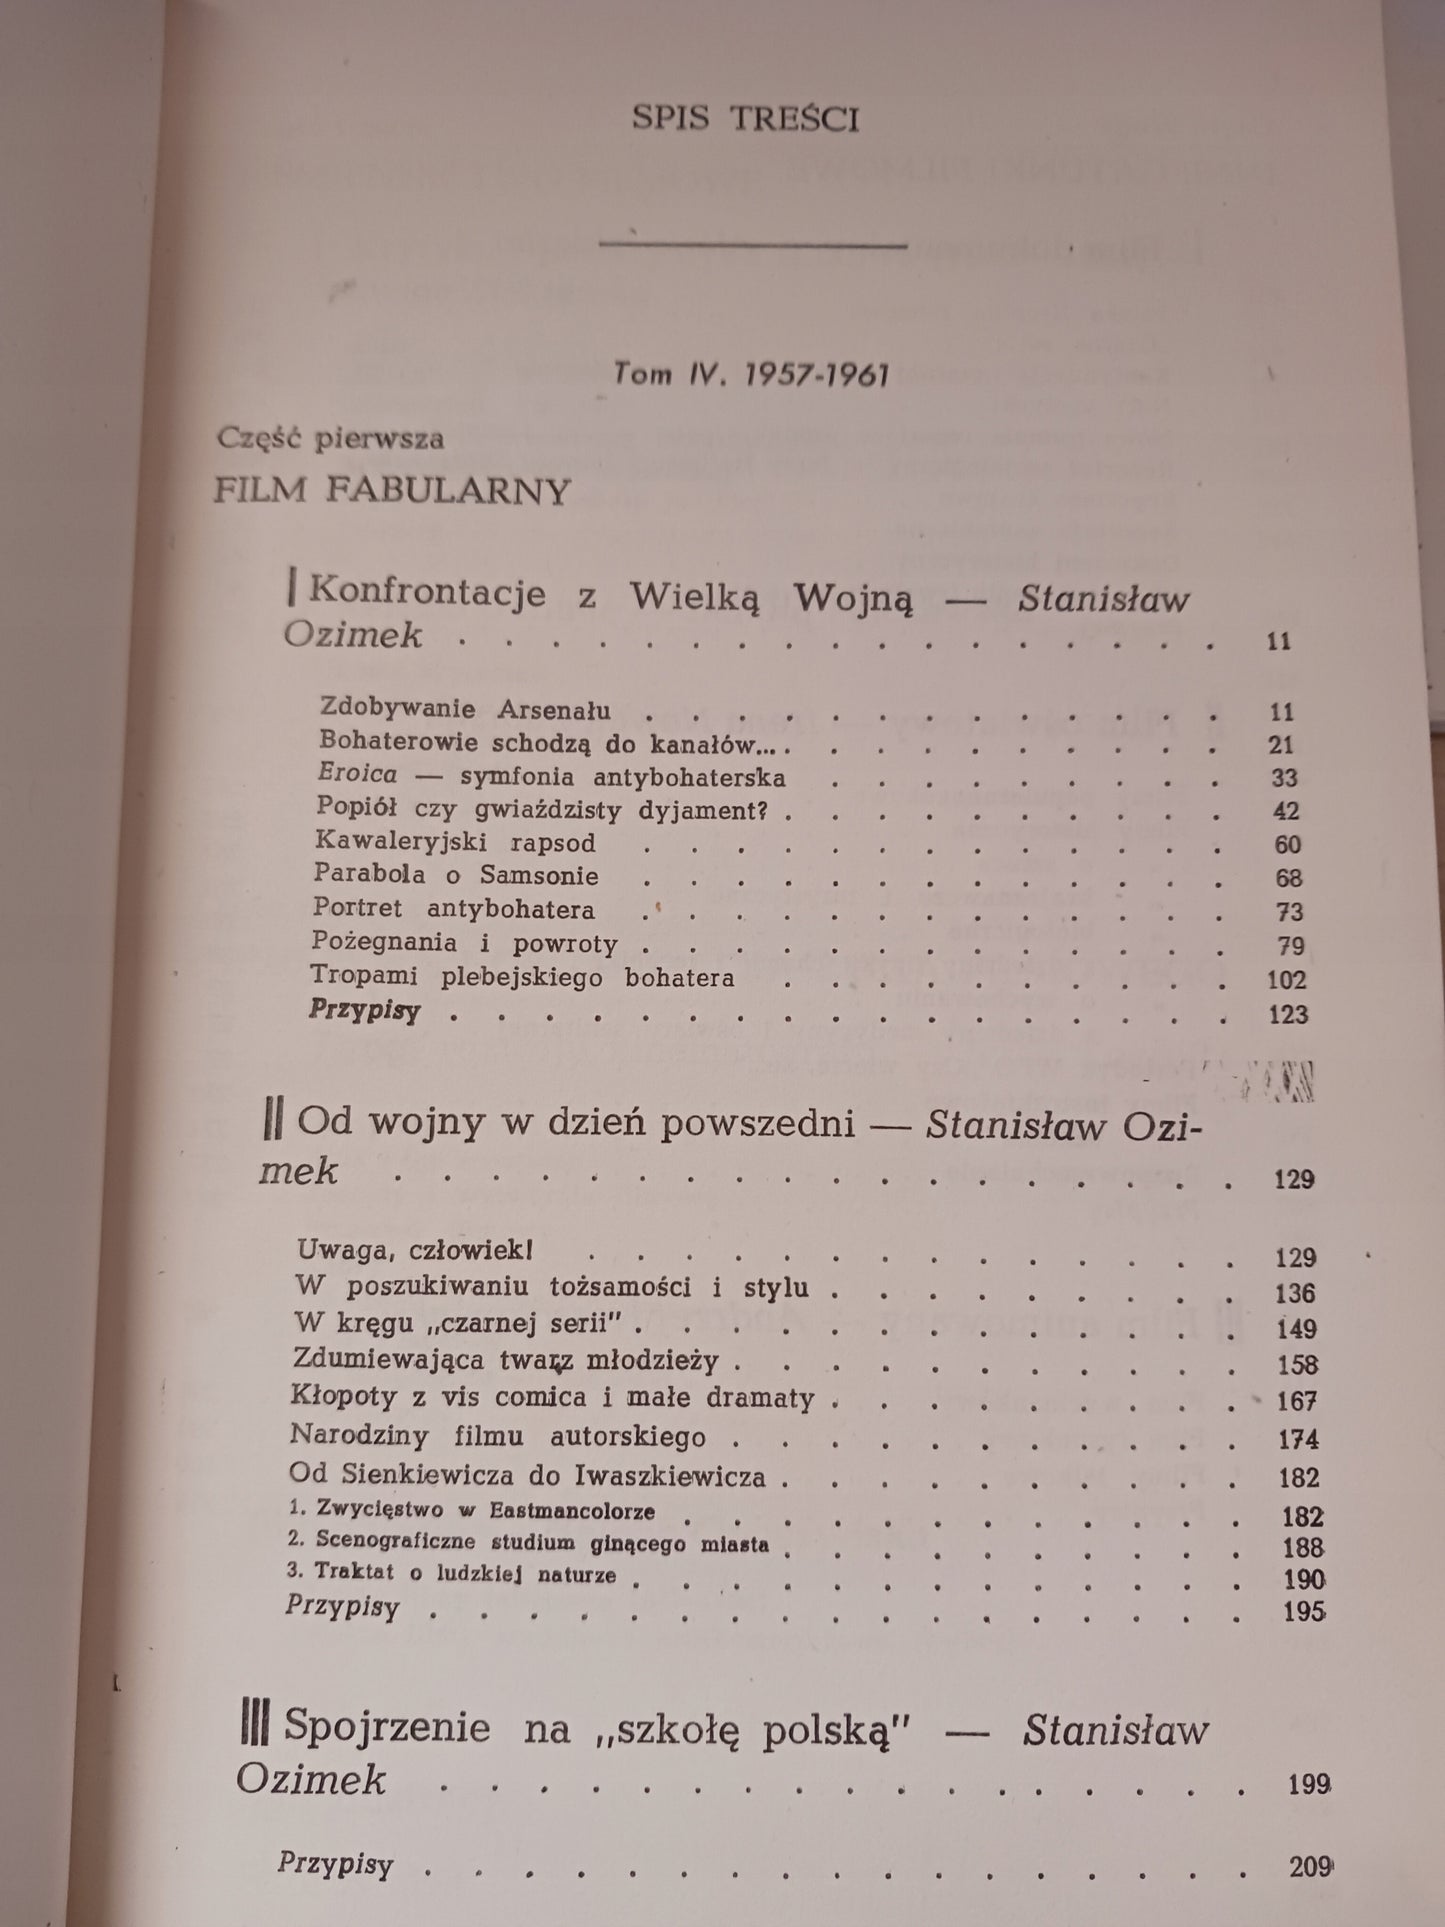 SPIS TREŚCI
Tom IV. 1957-1961
Część pierwsza
FILM FABULARNY
I Konfrontacje z Wielką Wojną — Stanisław
Ozimek . . . . . . . . . . . . . . . . . 11
Zdobywanie Arsenału . . . . . . . . . . . . . 11
Bohaterowie schodzą do kanałów... . . . . . . . . . . 21
Eroica — symfonia antybohaterska . . . . . . . . . 33
Popiół czy gwiaździsty dyjament? . . . . . . . . . . 42
Kawaleryjski rapsod . . . . . . . . . . . . . 60
Parabola o Samsonie . . . . . . . . . . . . . 68
Portret antybohatera . . . . . . . . . . . . . 73
Pożegnania i powroty . . . . . . . . . . . . . 79
Tropami plebejskiego bohatera . . . . . . . . . . 102
Przypisy . . . . . . . . . . . . . . . . . 123
II Od wojny w dzień powszedni — Stanisław Ozi-
mek . . . . . . . . . . . . . . . . . . 129
Uwaga, człowiek! . . . . . . . . . . . . . . 129
W poszukiwaniu tożsamości i stylu . . . . . . . . . 136
W kręgu „czarnej serii" . . . . . . . . . . . . . 149
Zdumiewająca twarz młodzieży . . . . . . . . . . . 158
Kłopoty z vis comica i małe dramaty . . . . . . . . . 167
Narodziny filmu autorskiego . . . . . . . . . . . 174
Od Sienkiewicza do Iwaszkiewicza . . . . . . . . . . 182
1. Zwycięstwo w Eastmancolorze . . . . . . . . . . . . 182
2. Scenograficzne studium ginącego miasta . . . . . . . . . . 188
3. Traktat o ludzkiej naturze . . . . . . . . . . . . . 190
Przypisy . . . . . . . . . . . . . . . . . 195
III Spojrzenie na „szkołę polską" — Stanisław
Ozimek . . . . . . . . . . . . . . . . . 199
Przypisy . . . . . . . . . . . . . . . . . 209